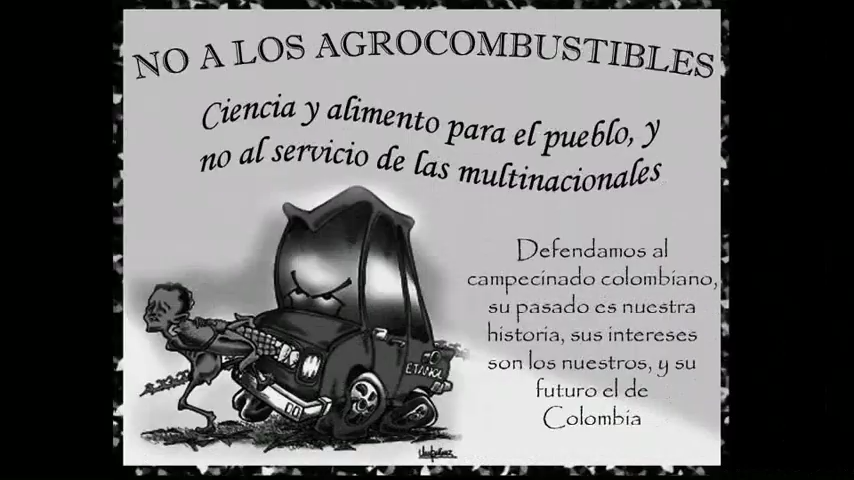 NO A LOS AGROCOMBUSTIBLES
Ciencia y alimento para el pueblo, y
no al servicio de las multinacionales
Defendamos al
campecinado colombiano,
su pasado es nuestra
historia, sus intereses
son los nuestros, y su
futuro el de
Colombia
ETANOL